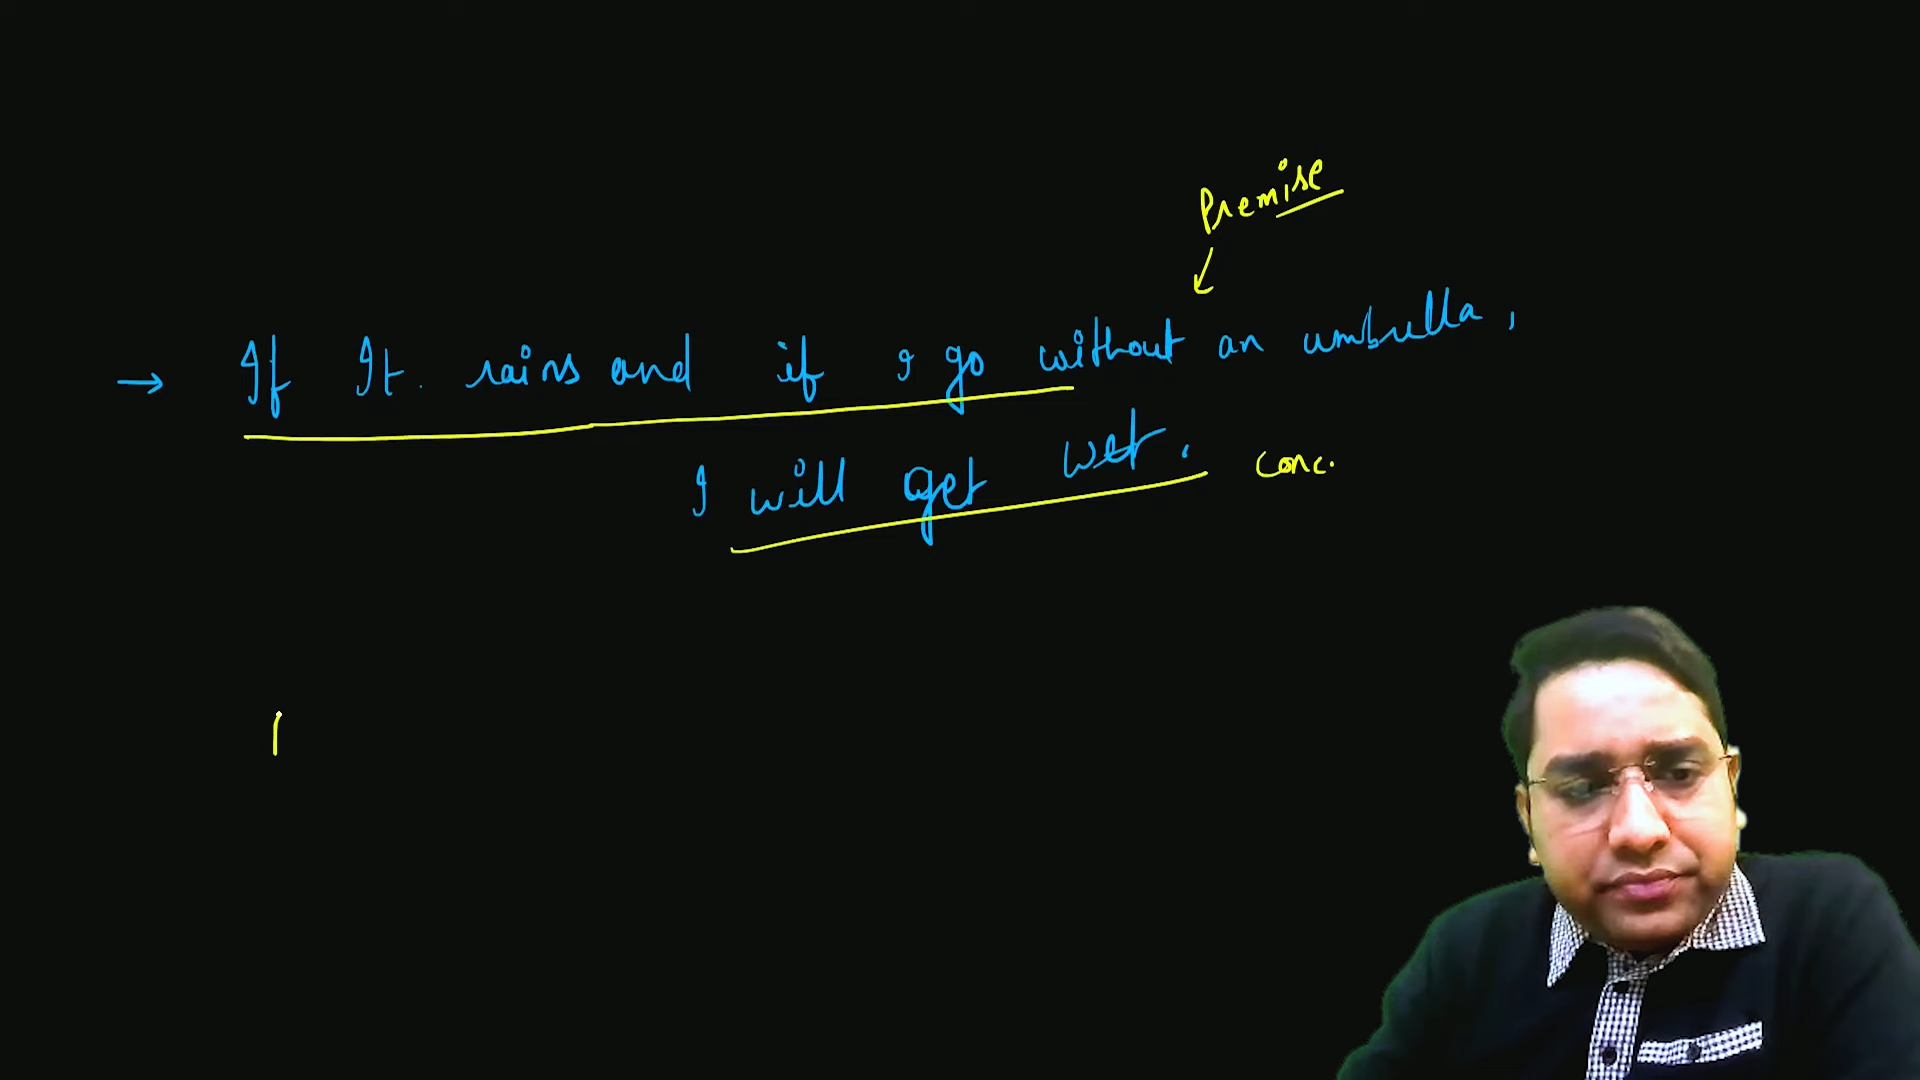 Premise
→ If It. rains and if I go without an umbrella,
I will get wet. conc.